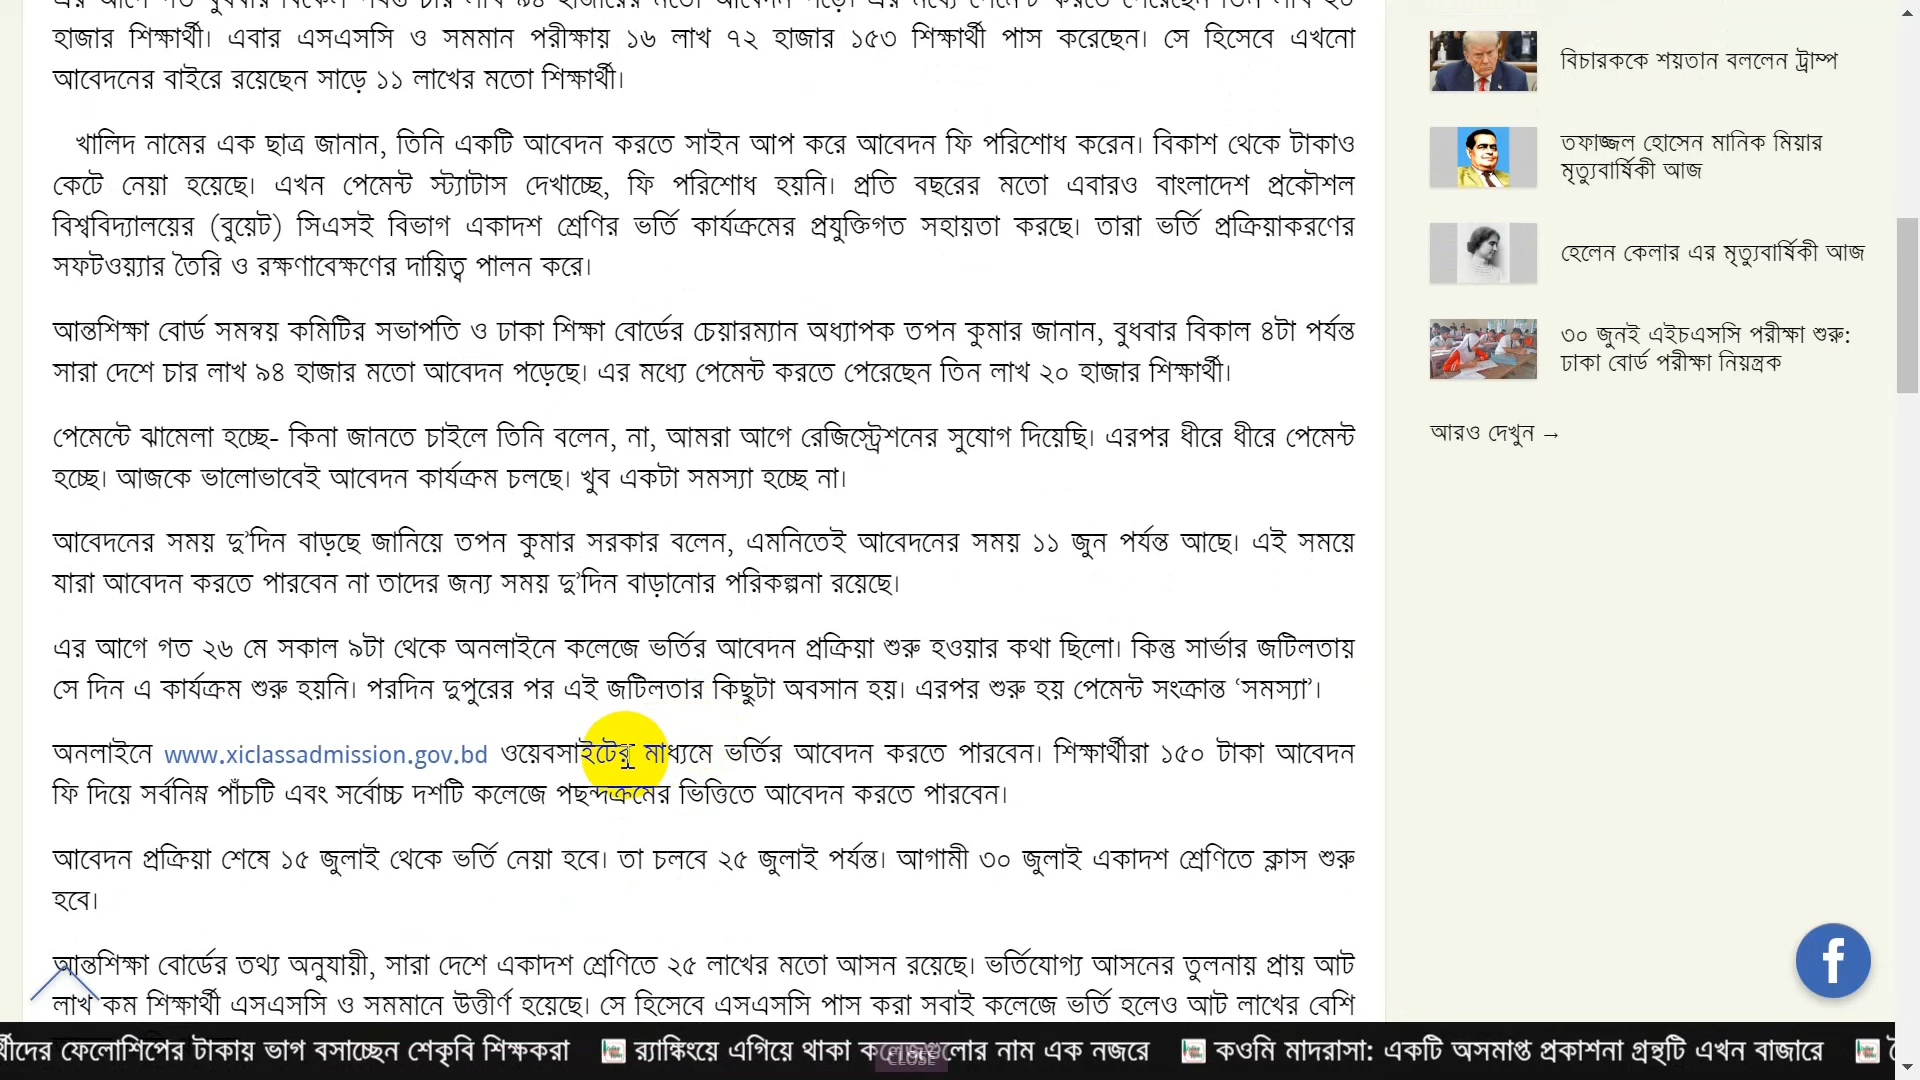 হাজার শিক্ষার্থী। এবার এসএসসি ও সমমান পরীক্ষায় ১৬ লাখ ৭২ হাজার ১৫৩ শিক্ষার্থী পাস করেছেন। সে হিসেবে এখনো
আবেদনের বাইরে রয়েছেন সাড়ে ১১ লাখের মতো শিক্ষার্থী।
খালিদ নামের এক ছাত্র জানান, তিনি একটি আবেদন করতে সাইন আপ করে আবেদন ফি পরিশোধ করেন। বিকাশ থেকে টাকাও
কেটে নেয়া হয়েছে। এখন পেমেন্ট স্ট্যাটাস দেখাচ্ছে, ফি পরিশোধ হয়নি। প্রতি বছরের মতো এবারও বাংলাদেশ প্রকৌশল
বিশ্ববিদ্যালয়ের (বুয়েট) সিএসই বিভাগ একাদশ শ্রেণির ভর্তি কার্যক্রমের প্রযুক্তিগত সহায়তা করছে। তারা ভর্তি প্রক্রিয়াকরণের
সফটওয়্যার তৈরি ও রক্ষণাবেক্ষণের দায়িত্ব পালন করে।
আন্তশিক্ষা বোর্ড সমন্বয় কমিটির সভাপতি ও ঢাকা শিক্ষা বোর্ডের চেয়ারম্যান অধ্যাপক তপন কুমার জানান, বুধবার বিকাল ৪টা পর্যন্ত
সারা দেশে চার লাখ ৯৪ হাজার মতো আবেদন পড়েছে। এর মধ্যে পেমেন্ট করতে পেরেছেন তিন লাখ ২০ হাজার শিক্ষার্থী।
পেমেন্টে ঝামেলা হচ্ছে- কিনা জানতে চাইলে তিনি বলেন, না, আমরা আগে রেজিস্ট্রেশনের সুযোগ দিয়েছি। এরপর ধীরে ধীরে পেমেন্ট
হচ্ছে। আজকে ভালোভাবেই আবেদন কার্যক্রম চলছে। খুব একটা সমস্যা হচ্ছে না।
আবেদনের সময় দু’দিন বাড়ছে জানিয়ে তপন কুমার সরকার বলেন, এমনিতেই আবেদনের সময় ১১ জুন পর্যন্ত আছে। এই সময়ে
যারা আবেদন করতে পারবেন না তাদের জন্য সময় দু’দিন বাড়ানোর পরিকল্পনা রয়েছে।
এর আগে গত ২৬ মে সকাল ৯টা থেকে অনলাইনে কলেজে ভর্তির আবেদন প্রক্রিয়া শুরু হওয়ার কথা ছিলো। কিন্তু সার্ভার জটিলতায়
সে দিন এ কার্যক্রম শুরু হয়নি। পরদিন দুপুরের পর এই জটিলতার কিছুটা অবসান হয়। এরপর শুরু হয় পেমেন্ট সংক্রান্ত ‘সমস্যা’।
অনলাইনে www.xiclassadmission.gov.bd ওয়েবসাইটের মাধ্যমে ভর্তির আবেদন করতে পারবেন। শিক্ষার্থীরা ১৫০ টাকা আবেদন
ফি দিয়ে সর্বনিম্ন পাঁচটি এবং সর্বোচ্চ দশটি কলেজে পছন্দক্রমের ভিত্তিতে আবেদন করতে পারবেন।
আবেদন প্রক্রিয়া শেষে ১৫ জুলাই থেকে ভর্তি নেয়া হবে। তা চলবে ২৫ জুলাই পর্যন্ত। আগামী ৩০ জুলাই একাদশ শ্রেণিতে ক্লাস শুরু
হবে।
আন্তশিক্ষা বোর্ডের তথ্য অনুযায়ী, সারা দেশে একাদশ শ্রেণিতে ২৫ লাখের মতো আসন রয়েছে। ভর্তিযোগ্য আসনের তুলনায় প্রায় আট
লাখ কম শিক্ষার্থী এসএসসি ও সমমানে উত্তীর্ণ হয়েছে। সে হিসেবে এসএসসি পাস করা সবাই কলেজে ভর্তি হলেও আট লাখের বেশি
বিচারককে শয়তান বললেন ট্রাম্প
তফাজ্জল হোসেন মানিক মিয়ার
মৃত্যুবার্ষিকী আজ
হেলেন কেলার এর মৃত্যুবার্ষিকী আজ
৩০ জুনই এইচএসসি পরীক্ষা শুরু:
ঢাকা বোর্ড পরীক্ষা নিয়ন্ত্রক
আরও দেখুন →
র্থীদের ফেলোশিপের টাকায় ভাগ বসাচ্ছেন শেকৃবি শিক্ষকরা র‌্যাঙ্কিংয়ে এগিয়ে থাকা কলেজগুলোর নাম এক নজরে কওমি মাদরাসা: একটি অসমাপ্ত প্রকাশনা গ্রন্থটি এখন বাজারে
CLOSE